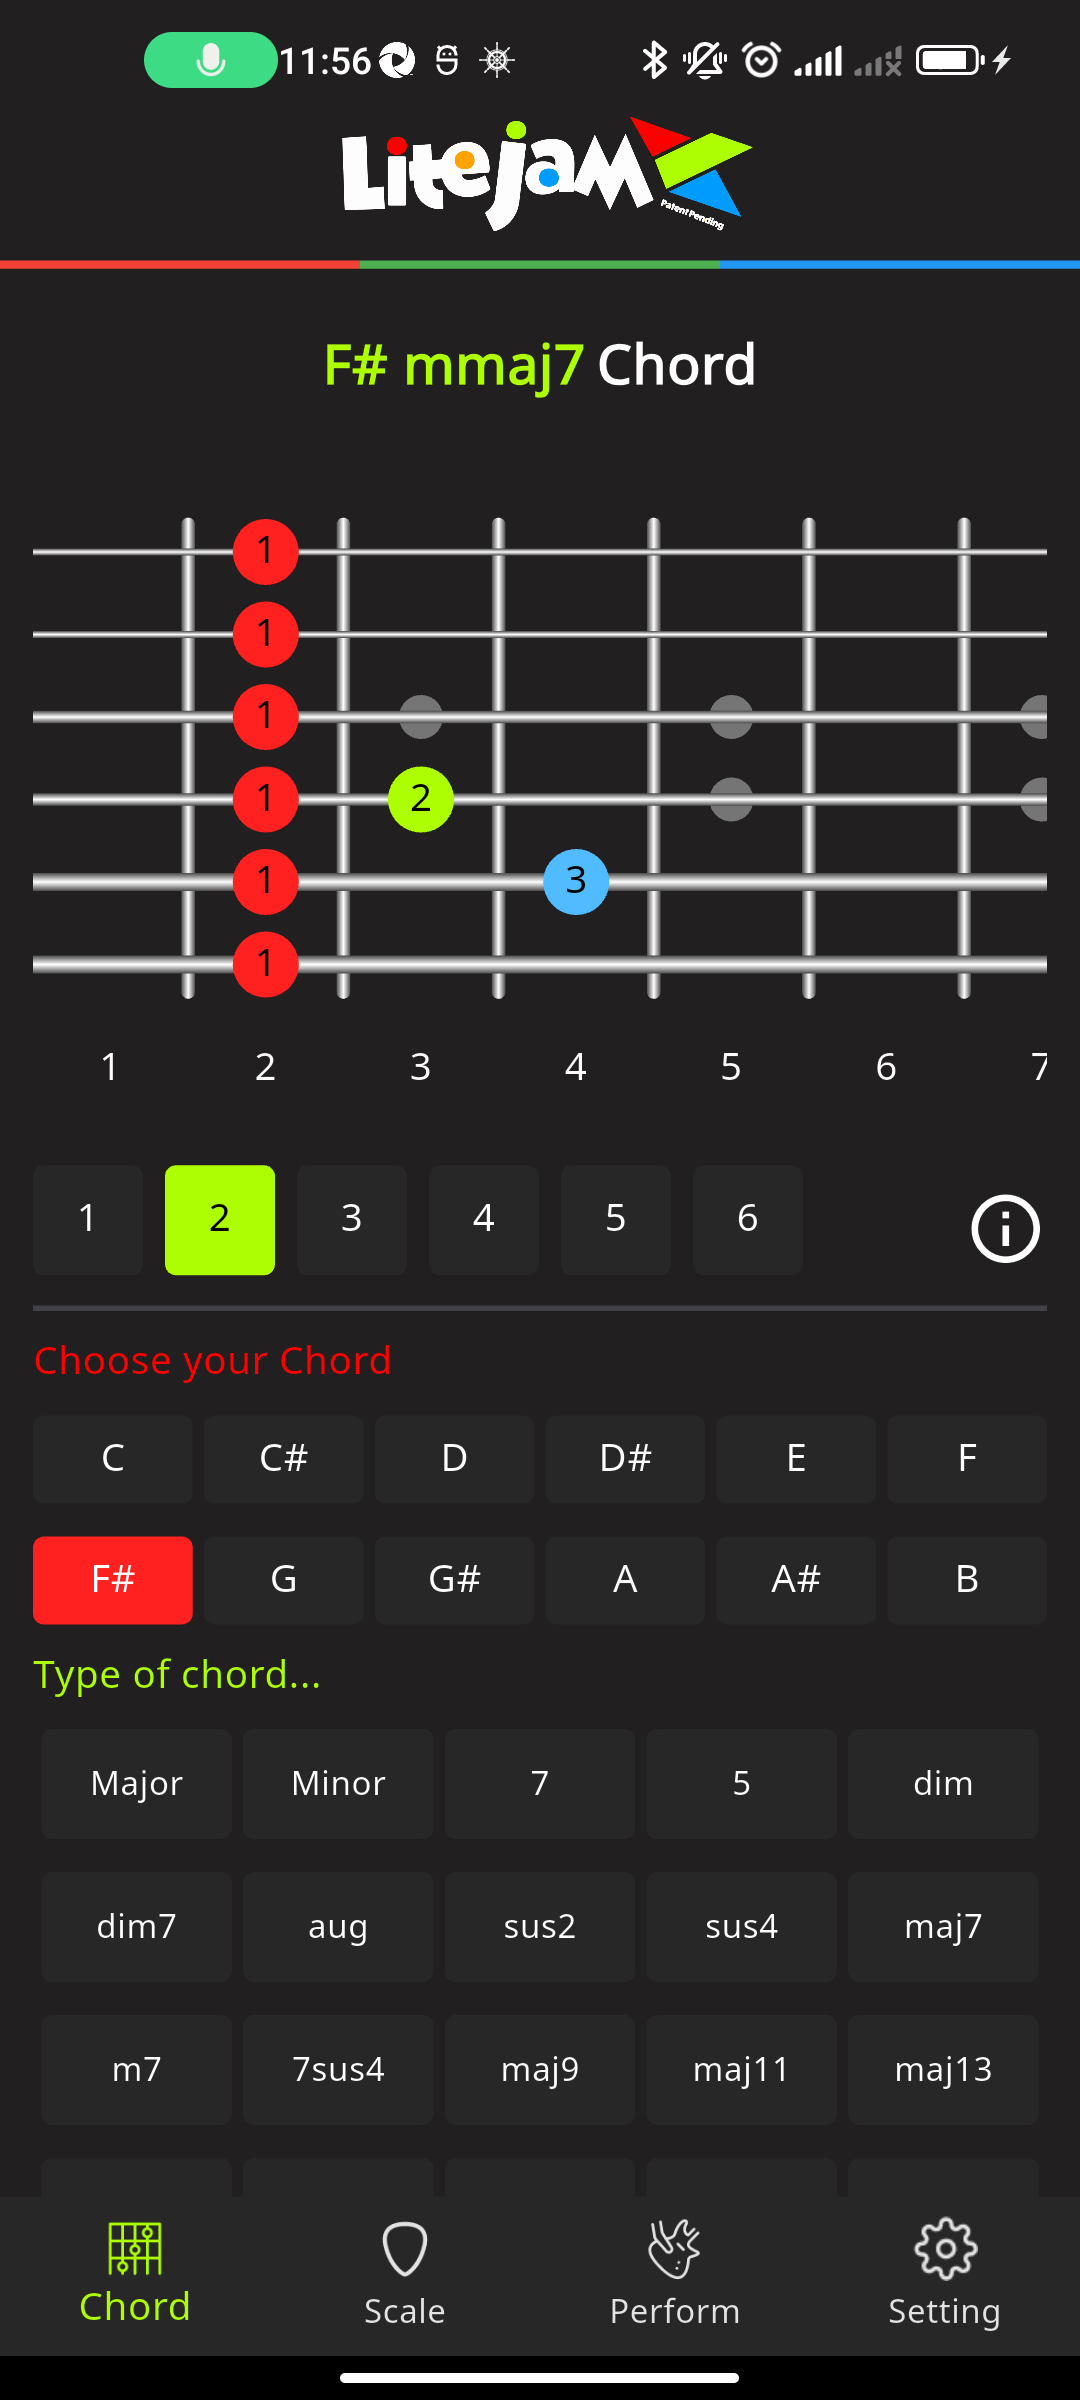 11:56
LiteJam
Patent Pending
F# mmaj7 Chord
1
1
1
1 2
1 3
1
1 2 3 4 5 6 7
1 2 3 4 5 6
Choose your Chord
C C# D D# E F
F# G G# A A# B
Type of chord...
Major Minor 7 5 dim
dim7 aug sus2 sus4 maj7
m7 7sus4 maj9 maj11 maj13
Chord Scale Perform Setting